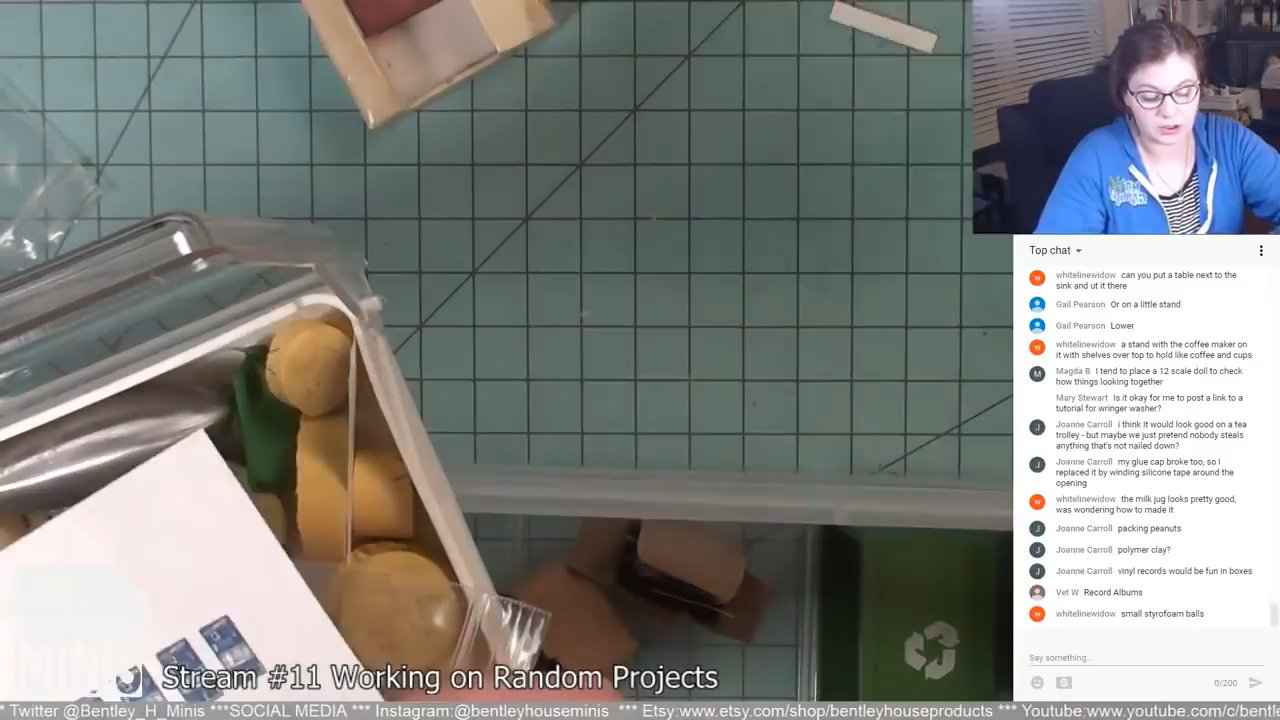 Top chat
whitelinewidow can you put a table next to the
sink and ut it there
Gail Pearson Or on a little stand
Gail Pearson Lower
whitelinewidow a stand with the coffee maker on
it with shelves over top to hold like coffee and cups
Magda B I tend to place a 12 scale doll to check
how things looking together
Mary Stewart Is it okay for me to post a link to a
tutorial for wringer washer?
Joanne Carroll i think it would look good on a tea
trolley - but maybe we just pretend nobody steals
anything that's not nailed down?
Joanne Carroll my glue cap broke too, so I
replaced it by winding silicone tape around the
opening
whitelinewidow the milk jug looks pretty good,
was wondering how to made it
Joanne Carroll packing peanuts
Joanne Carroll polymer clay?
Joanne Carroll vinyl records would be fun in boxes
Vet W Record Albums
whitelinewidow small styrofoam balls
Say something...
0/200
Stream #11 Working on Random Projects
* Twitter @Bentley_H_Minis ***SOCIAL MEDIA *** Instagram:@bentleyhouseminis *** Etsy:www.etsy.com/shop/bentleyhouseproducts *** Youtube:www.youtube.com/c/bentl